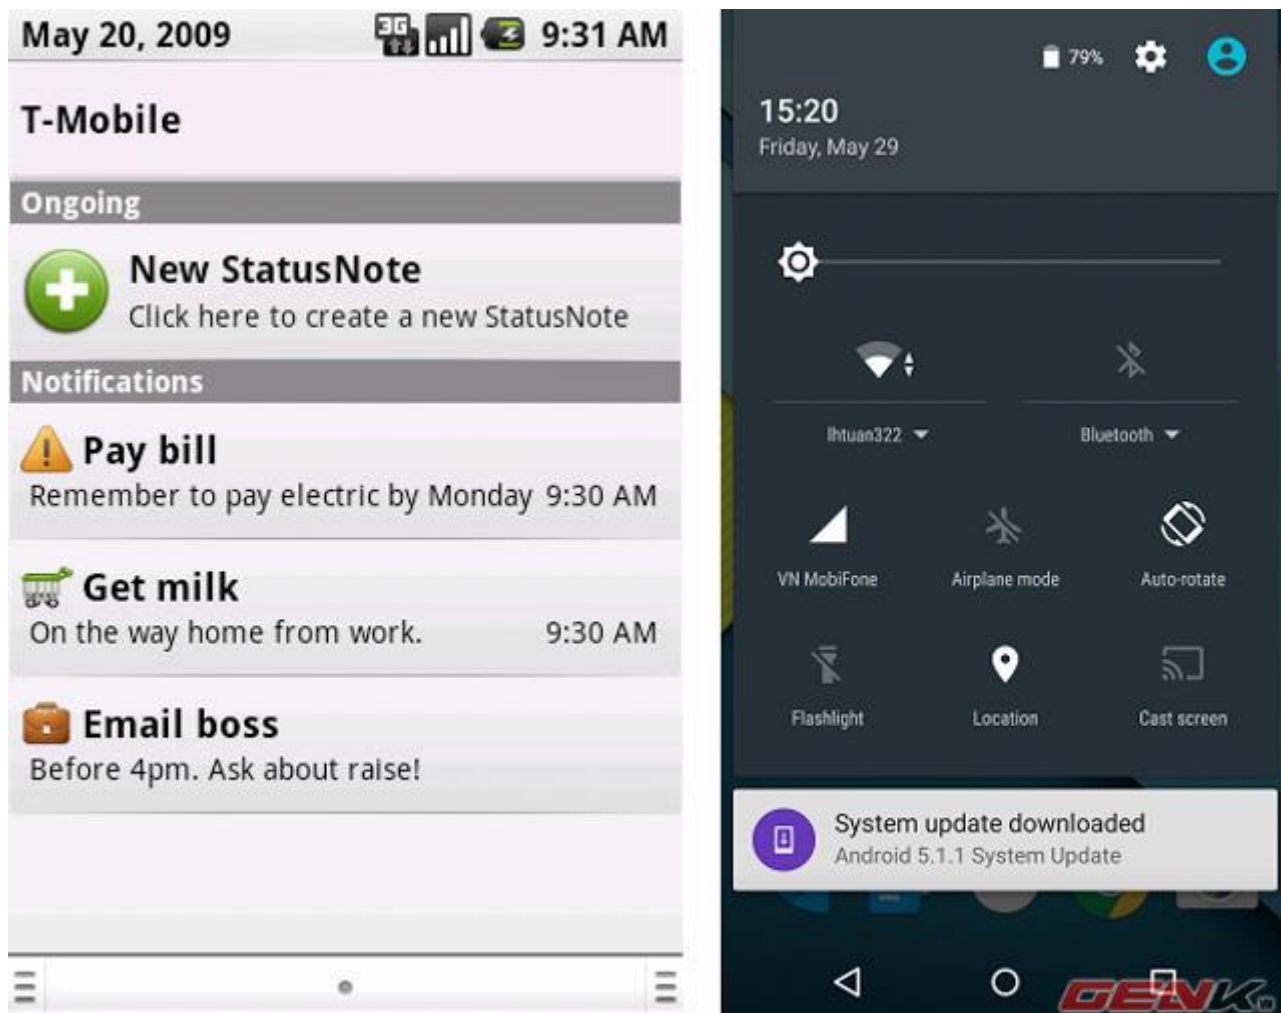 May 20, 2009
3G
9:31 AM
T-Mobile
Ongoing
New StatusNote
Click here to create a new StatusNote
Notifications
Pay bill
Remember to pay electric by Monday 9:30 AM
Get milk
On the way home from work. 9:30 AM
Email boss
Before 4pm. Ask about raise!
79%
15:20
Friday, May 29
lhtuan322 Bluetooth
VN MobiFone Airplane mode Auto-rotate
Flashlight Location Cast screen
System update downloaded
Android 5.1.1 System Update
GENK.VN